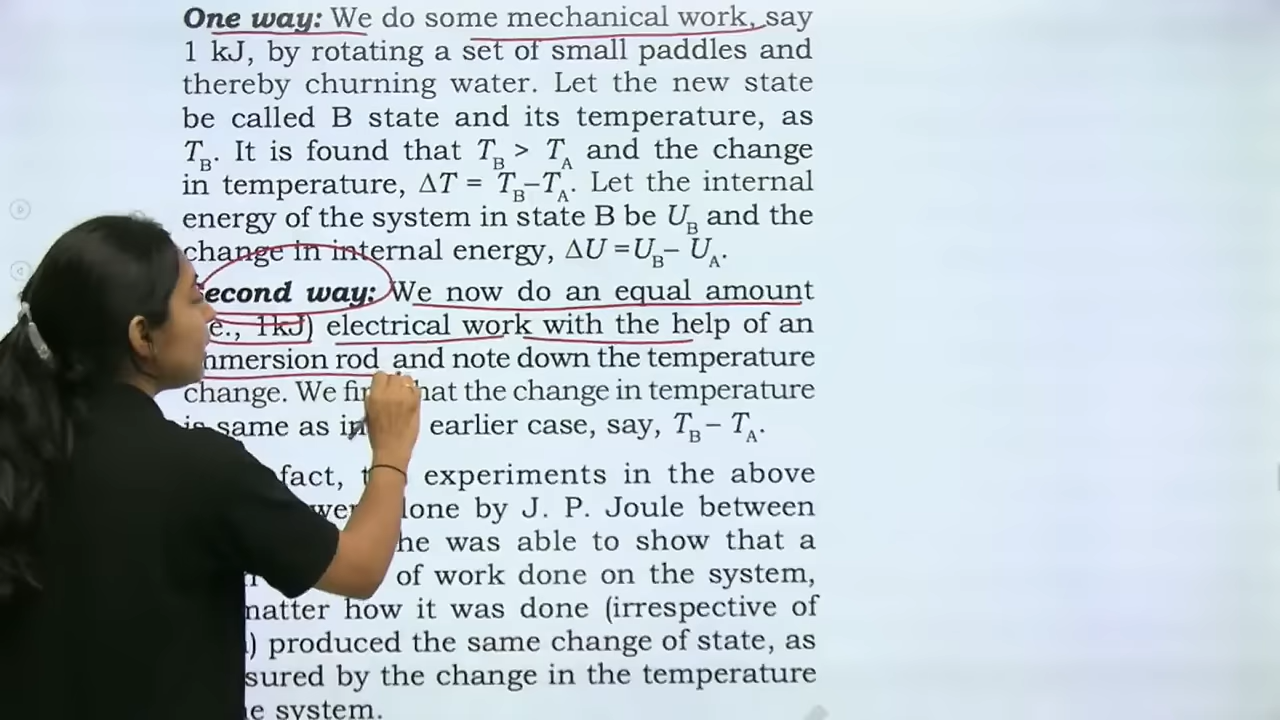 One way: We do some mechanical work, say
1 kJ, by rotating a set of small paddles and
thereby churning water. Let the new state
be called B state and its temperature, as
T_B. It is found that T_B > T_A and the change
in temperature, ΔT = T_B–T_A. Let the internal
energy of the system in state B be U_B and the
change in internal energy, ΔU =U_B– U_A.
econd way: We now do an equal amount
e., 1kJ) electrical work with the help of an
mmersion rod and note down the temperature
change. We hat the change in temperature
is same as in earlier case, say, T_B – T_A.
fact, experiments in the above
lone by J. P. Joule between
he was able to show that a
of work done on the system,
matter how it was done (irrespective of
) produced the same change of state, as
sured by the change in the temperature
e system.